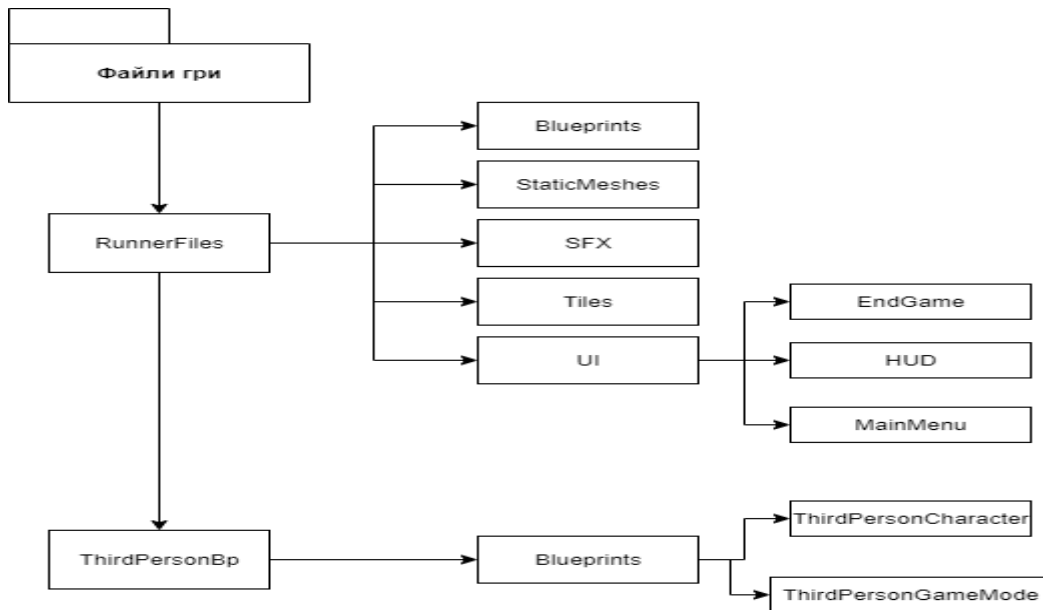 Файли гри
Blueprints
StaticMeshes
RunnerFiles
SFX
Tiles
EndGame
UI
HUD
MainMenu
ThirdPersonCharacter
ThirdPersonBp
Blueprints
ThirdPersonGameMode